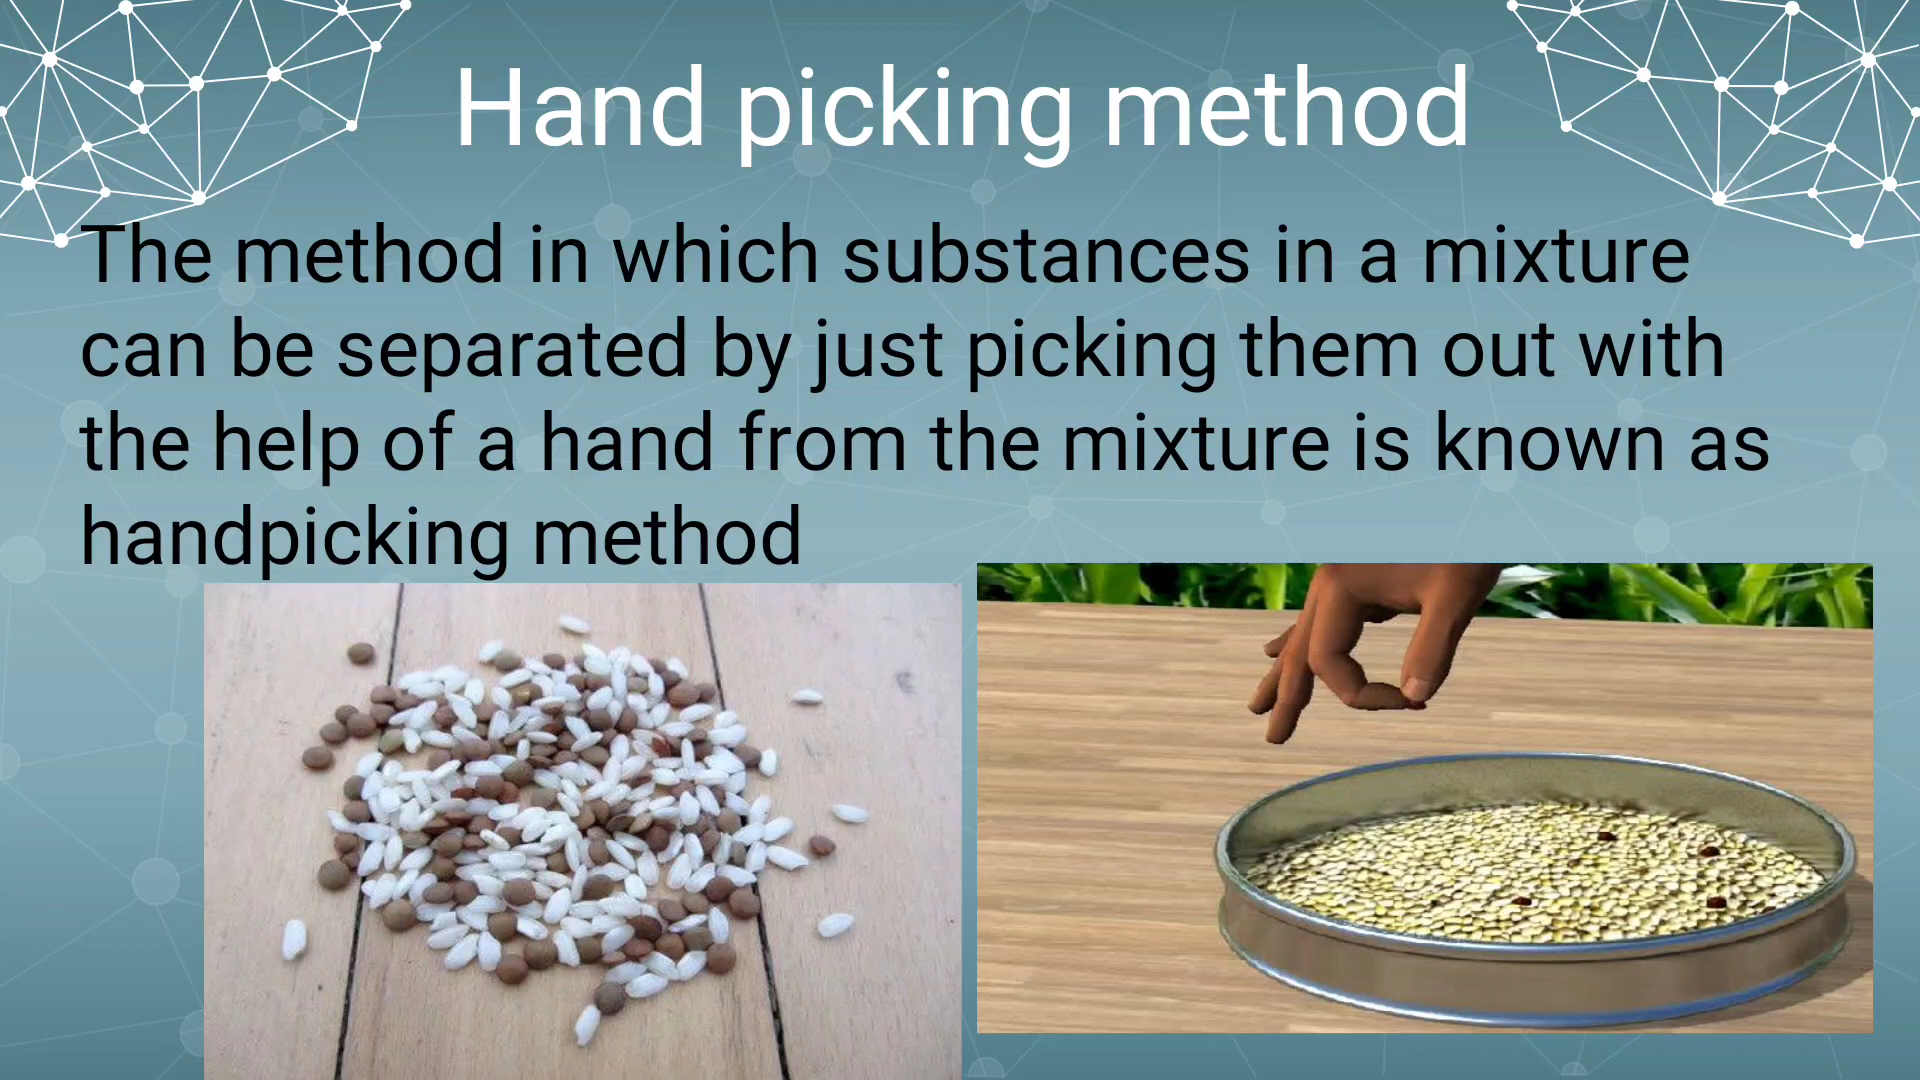 Hand picking method
The method in which substances in a mixture
can be separated by just picking them out with
the help of a hand from the mixture is known as
handpicking method